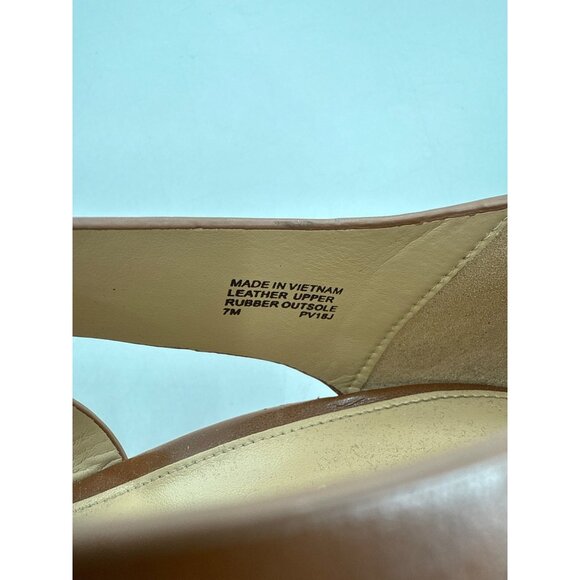 MADE IN VIETNAM
LEATHER UPPER
RUBBER OUTSOLE
7M PV18J